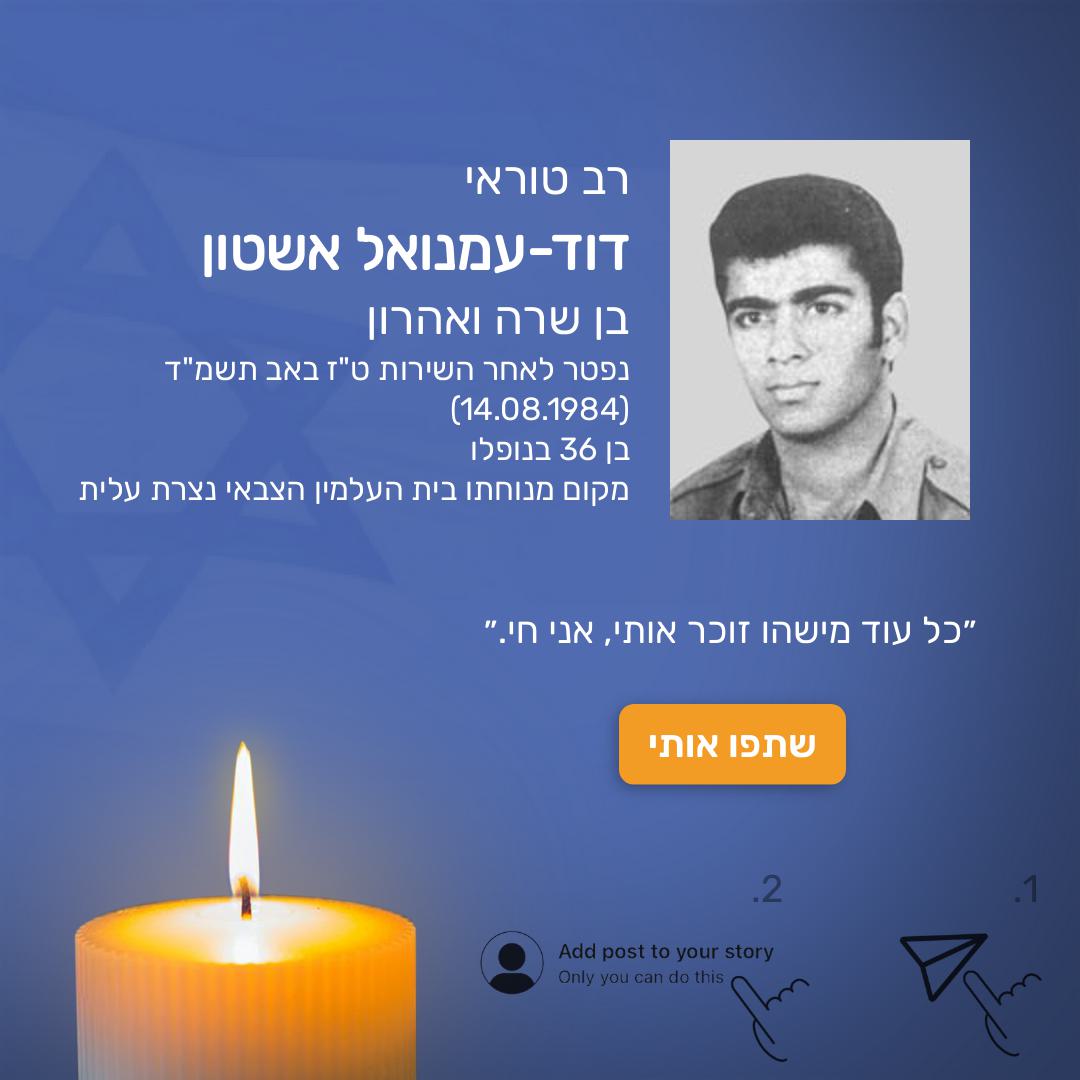 רב טוראי
דוד-עמנואל אשטון
בן שרה ואהרון
נפטר לאחר השירות ט"ז באב תשמ"ד
(14.08.1984)
בן 36 בנופלו
מקום מנוחתו בית העלמין הצבאי נצרת עלית
״כל עוד מישהו זוכר אותי, אני חי.״
שתפו אותי
1.
2.
Add post to your story
Only you can do this